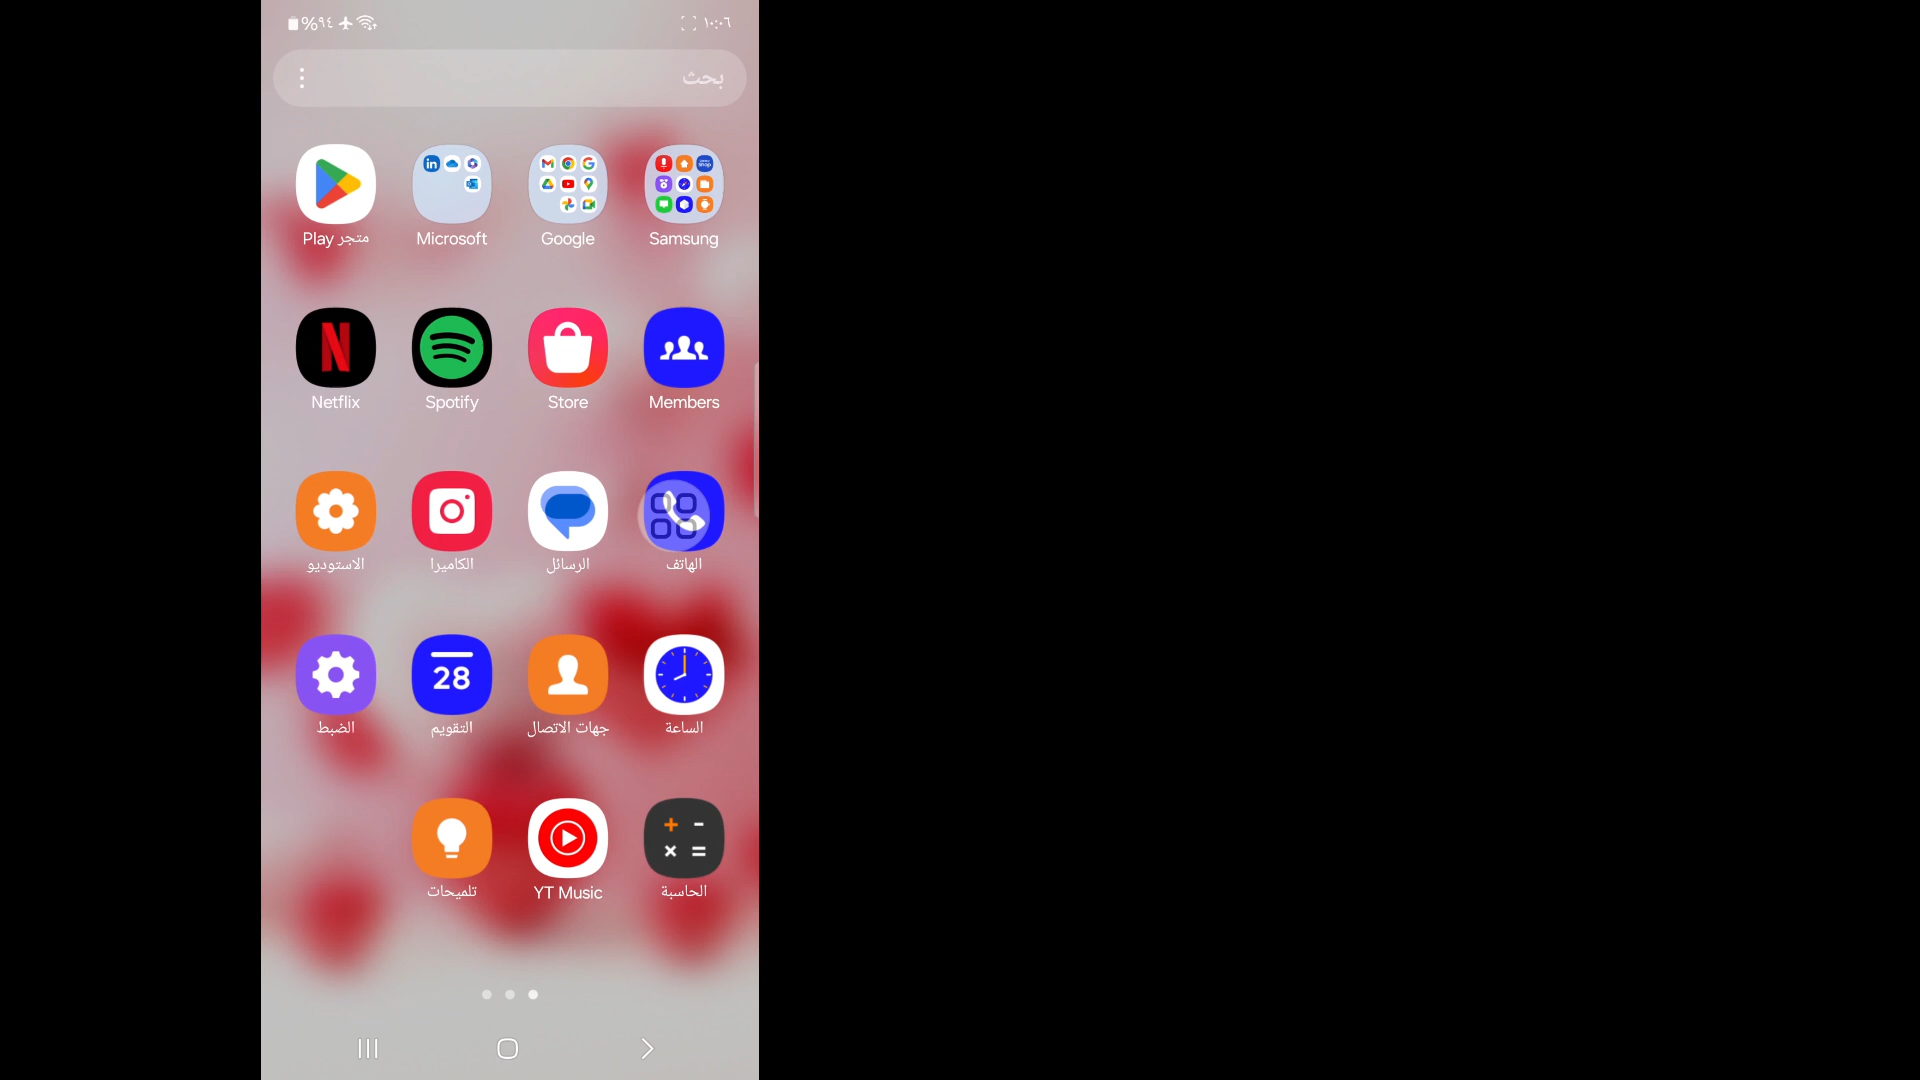 ١٠:٠٦
%٩٤
بحث
Samsung
Google
Microsoft
متجر Play
Members
Store
Spotify
Netflix
الهاتف
الرسائل
الكاميرا
الاستوديو
28
الساعة
جهات الاتصال
التقويم
الضبط
الحاسبة
YT Music
تلميحات